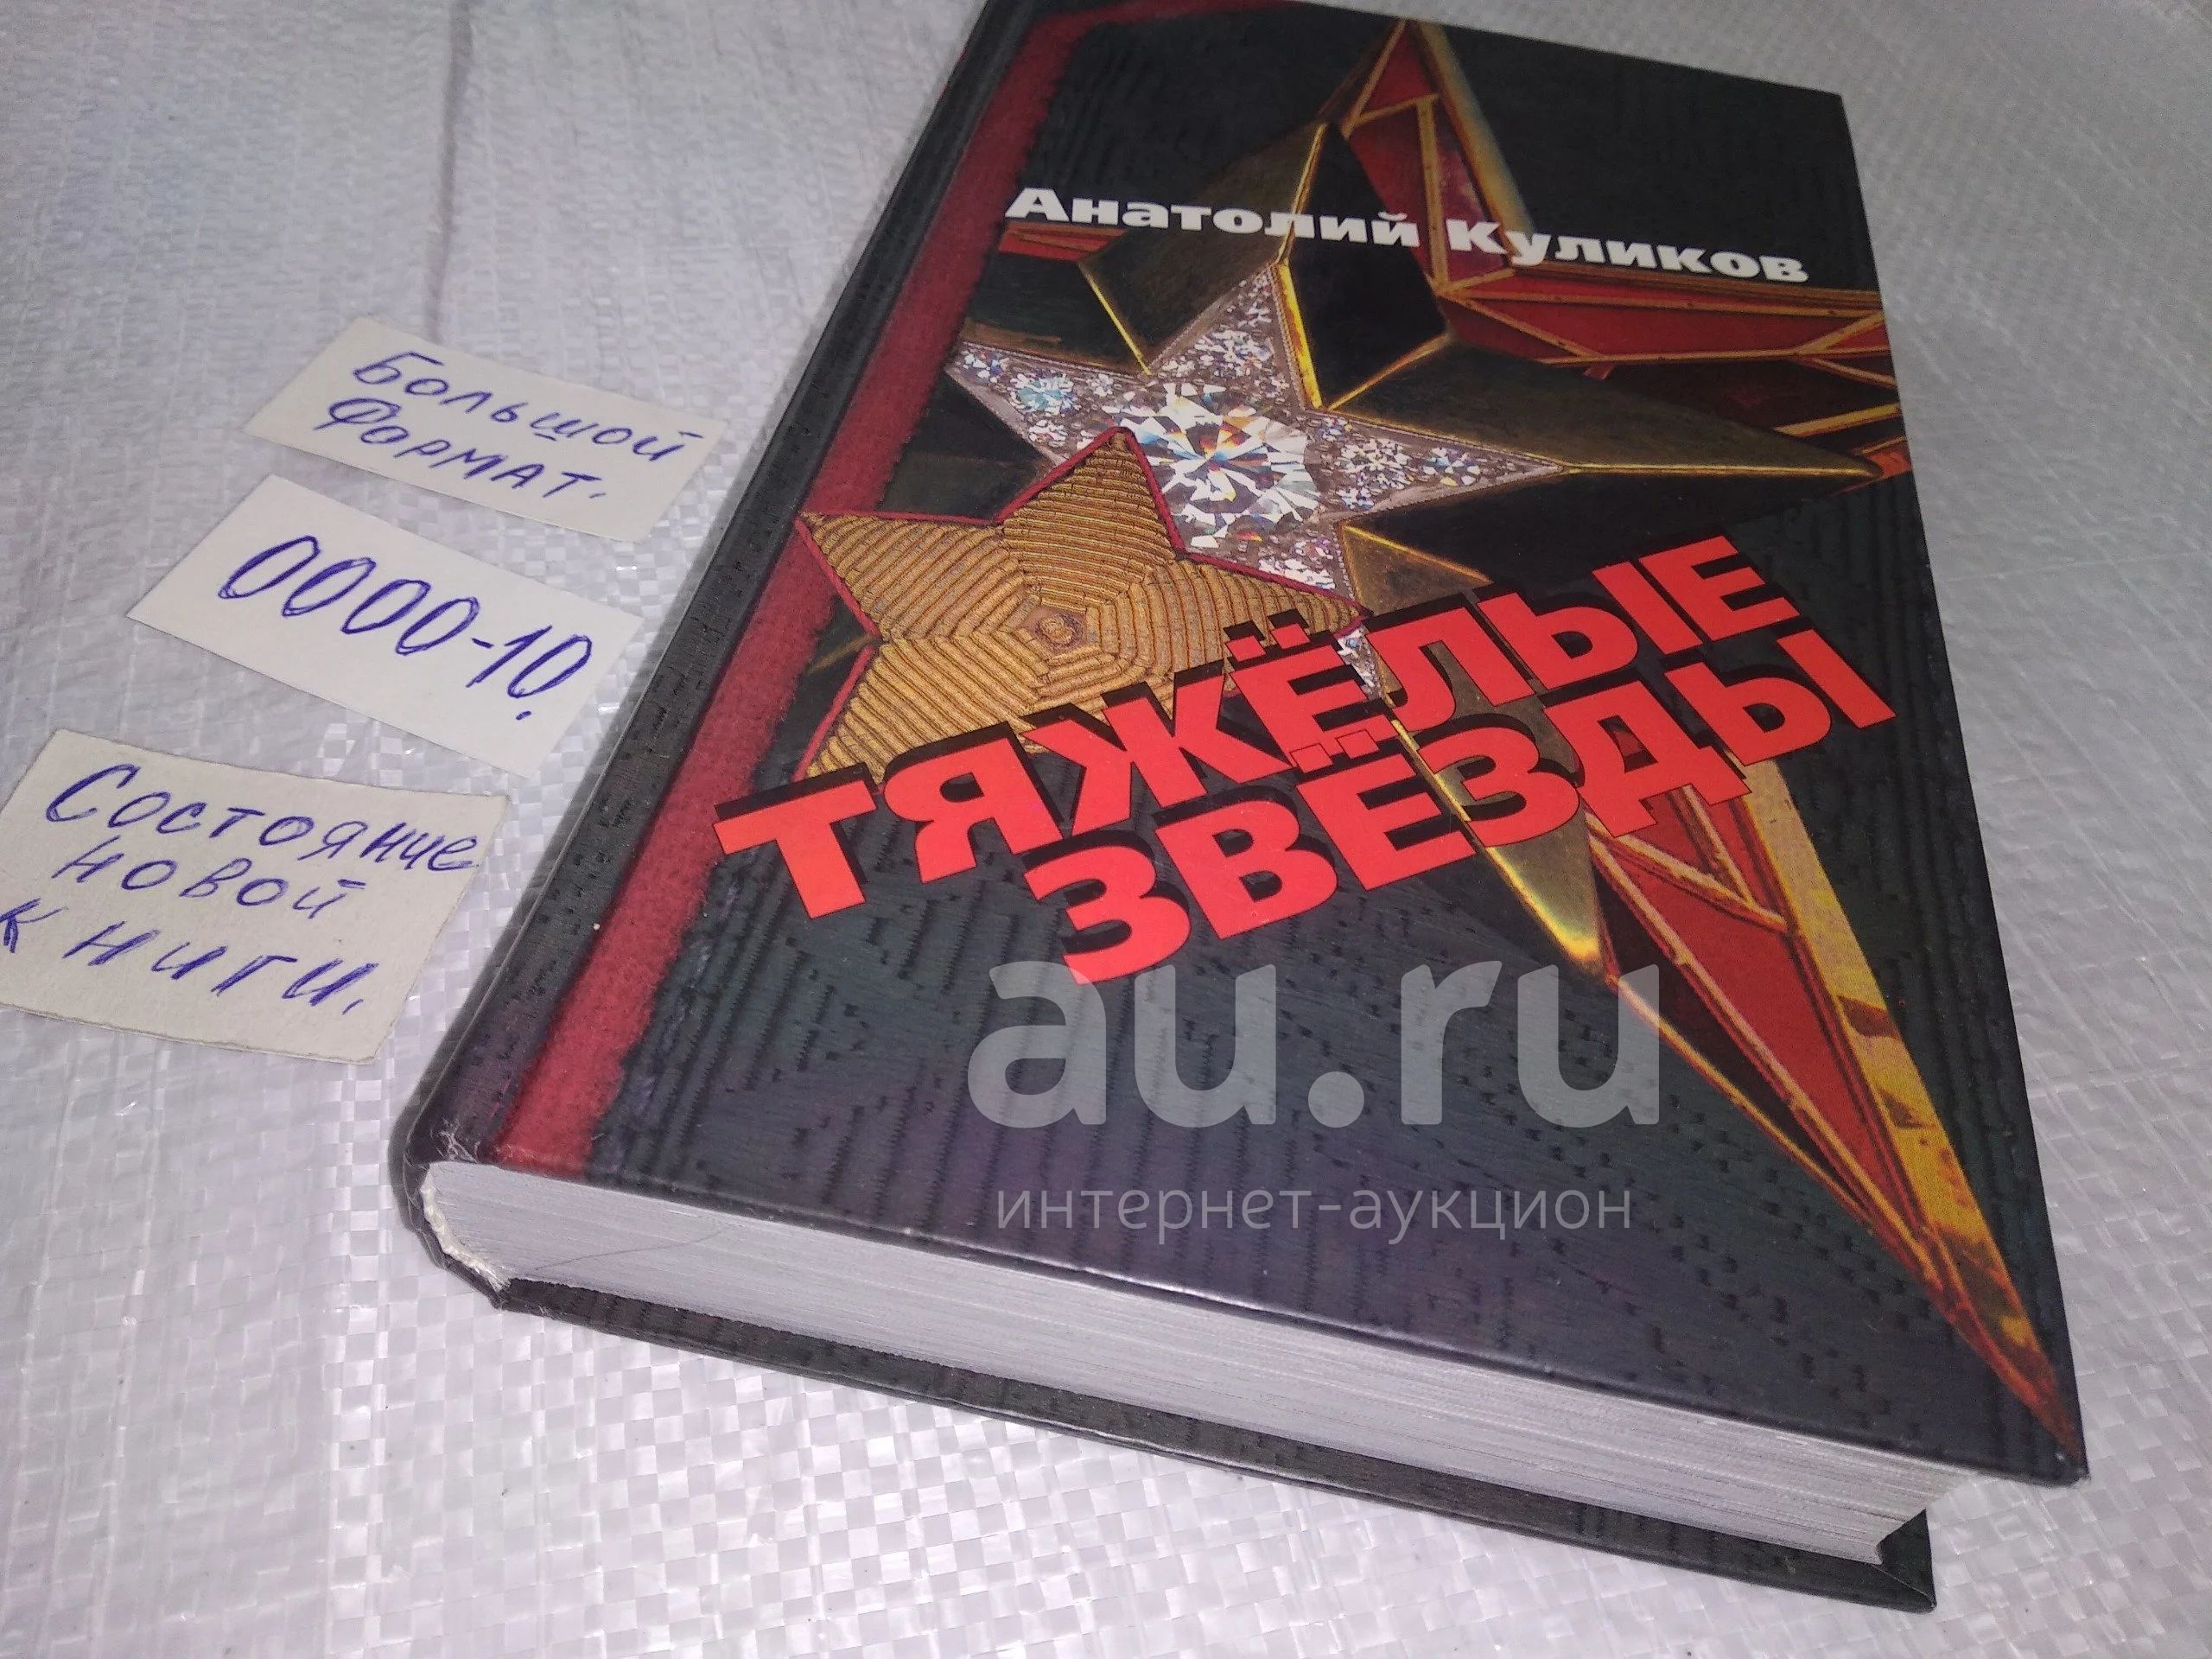 Анатолий Куликов
ТЯЖЁЛЫЕ
ЗВЁЗДЫ
Большой
Формат.
0000-10
Состояние
новой
книги.
au.ru
интернет-аукцион